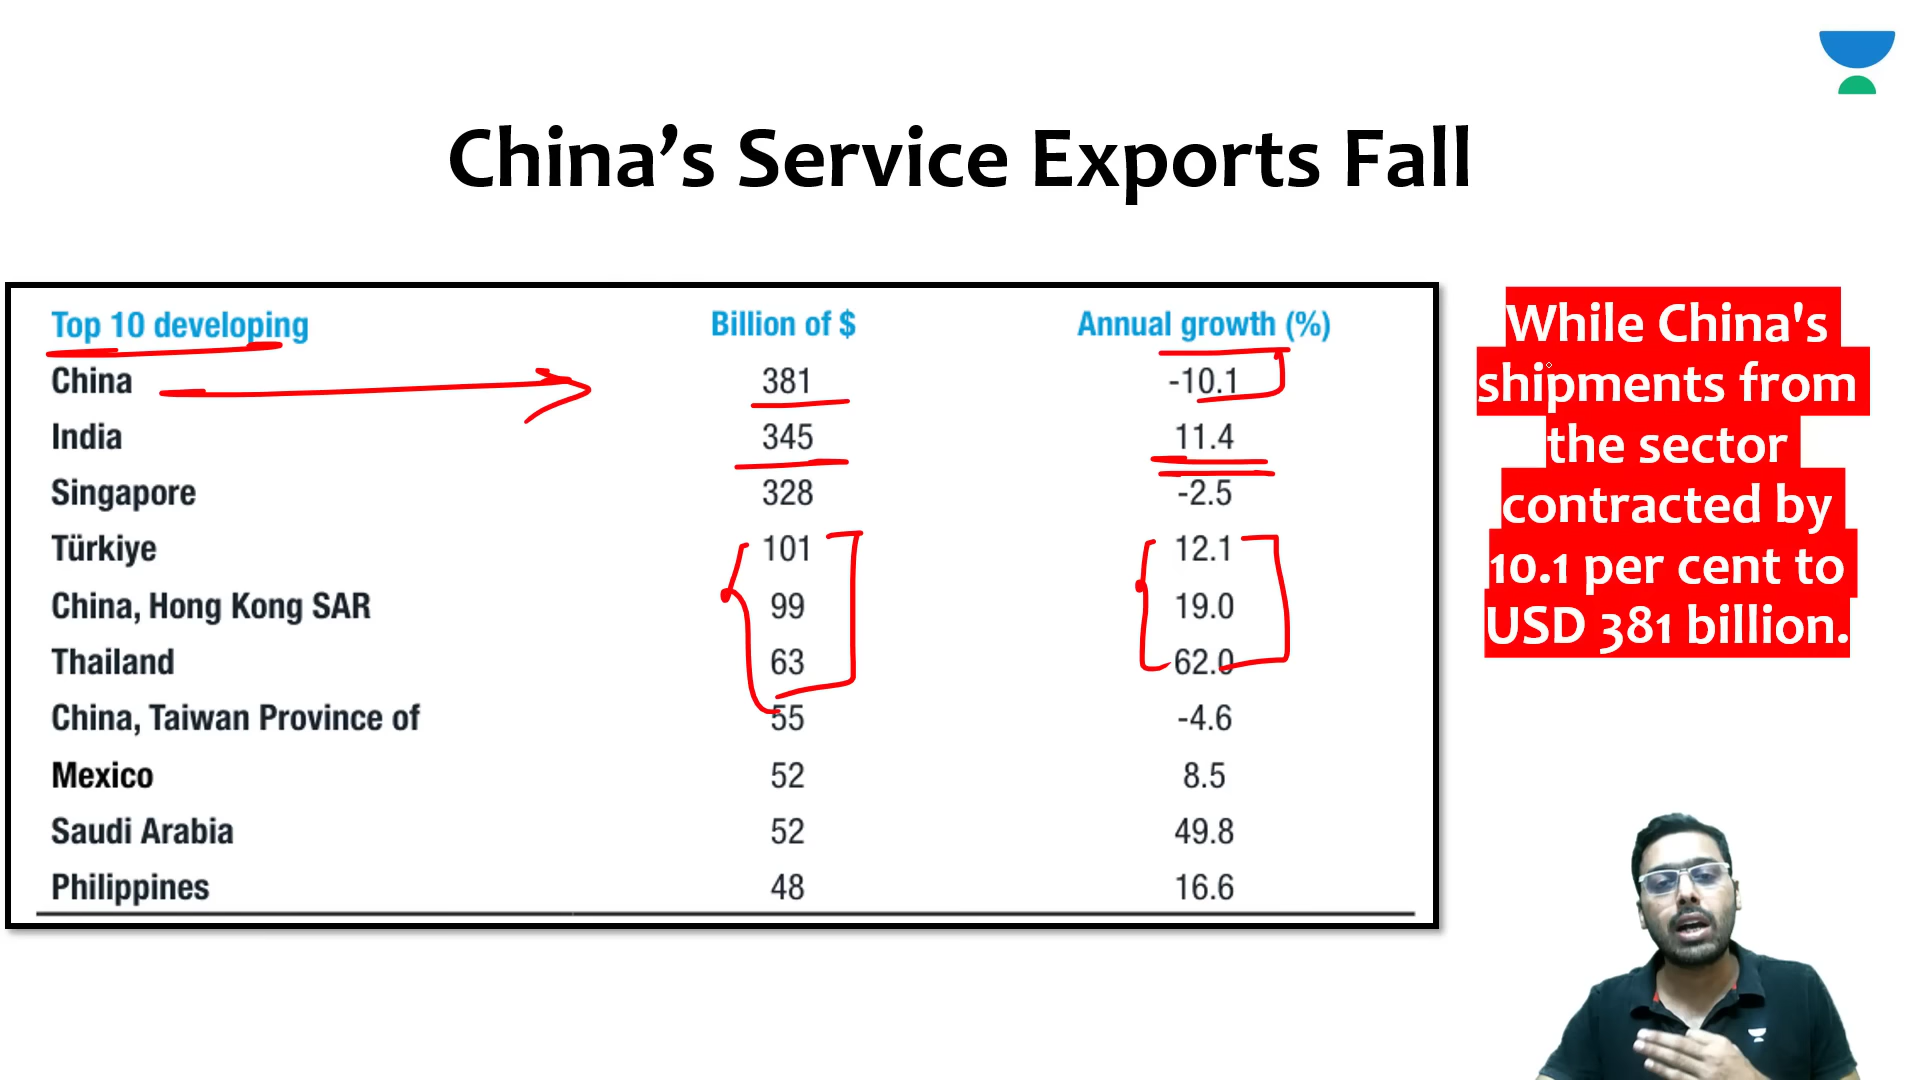 China’s Service Exports Fall
Top 10 developing Billion of $ Annual growth (%)
China 381 -10.1
India 345 11.4
Singapore 328 -2.5
Türkiye 101 12.1
China, Hong Kong SAR 99 19.0
Thailand 63 62.0
China, Taiwan Province of 55 -4.6
Mexico 52 8.5
Saudi Arabia 52 49.8
Philippines 48 16.6
While China's
shipments from
the sector
contracted by
10.1 per cent to
USD 381 billion.